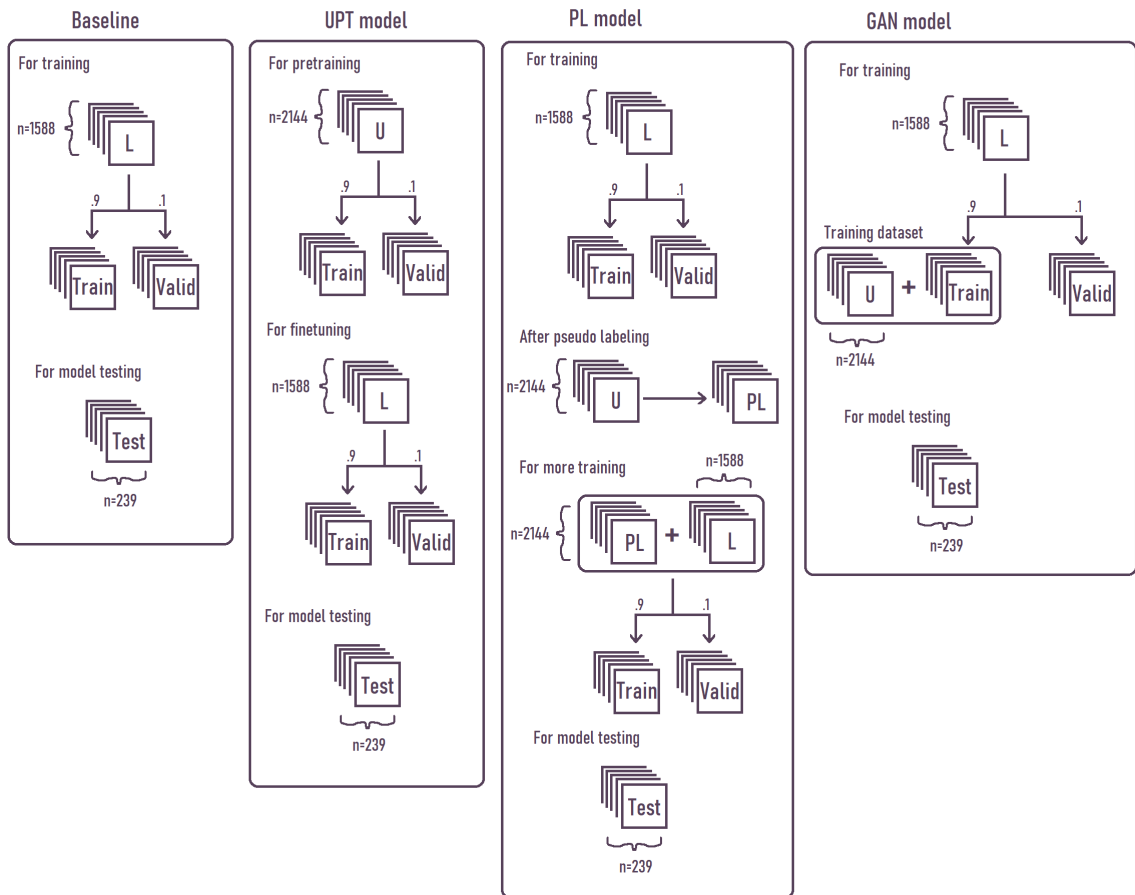 Baseline
For training
n=1588
L
.9 .1
Train Valid
For model testing
Test
n=239
UPT model
For pretraining
n=2144
U
.9 .1
Train Valid
For finetuning
n=1588
L
.9 .1
Train Valid
For model testing
Test
n=239
PL model
For training
n=1588
L
.9 .1
Train Valid
After pseudo labeling
n=2144
U PL
For more training
n=1588
n=2144
PL + L
.9 .1
Train Valid
For model testing
Test
n=239
GAN model
For training
n=1588
L
.9 .1
Training dataset
U + Train Valid
n=2144
For model testing
Test
n=239